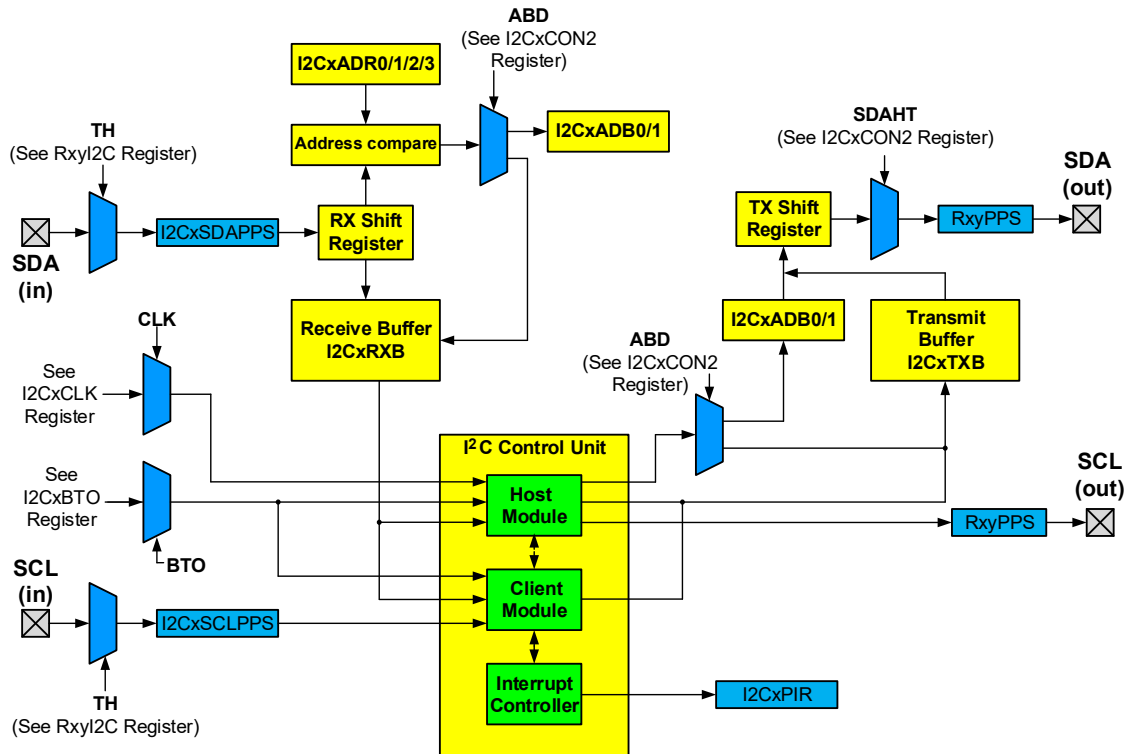 ABD
(See I2CxCON2
Register)
I2CxADR0/1/2/3
TH
(See RxyI2C Register)
Address compare
I2CxADB0/1
SDAHT
(See I2CxCON2 Register)
SDA
(out)
I2CxSDAPPS
RX Shift
Register
TX Shift
Register
RxyPPS
SDA
(in)
CLK
Receive Buffer
I2CxRXB
I2CxADB0/1
Transmit
Buffer
I2CxTXB
ABD
(See I2CxCON2
Register)
See
I2CxCLK
Register
I²C Control Unit
See
I2CxBTO
Register
Host
Module
SCL
(out)
RxyPPS
BTO
SCL
(in)
Client
Module
I2CxSCLPPS
Interrupt
Controller
I2CxPIR
TH
(See RxyI2C Register)